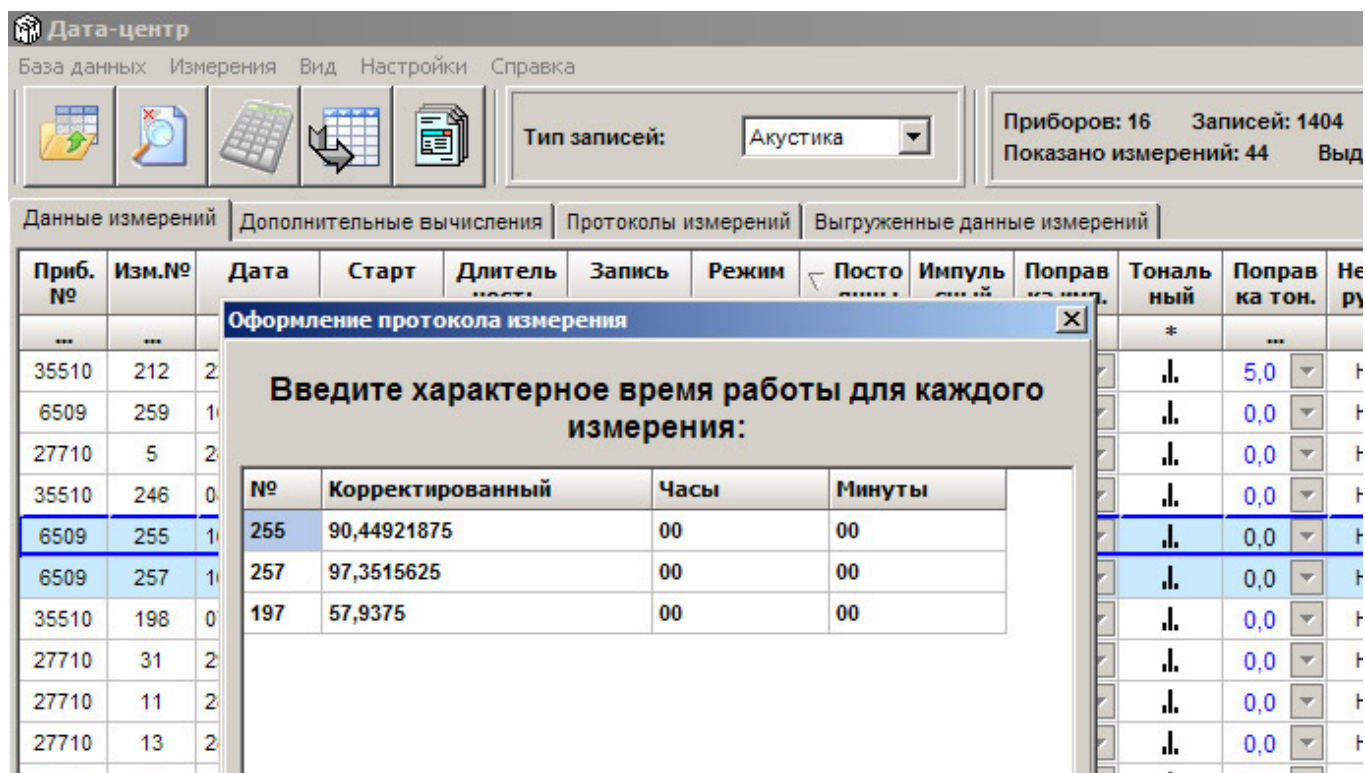 Дата-центр
База данных Измерения Вид Настройки Справка
Тип записей: Акустика Приборов: 16 Записей: 1404
Показано измерений: 44
Данные измерений Дополнительные вычисления Протоколы измерений Выгруженные данные измерений
Приб. № Изм.№ Дата Старт Длитель Запись Режим Посто Импуль Поправ Тональ ный Поправ ка тон.
... ... * ...
Оформление протокола измерения
Введите характерное время работы для каждого
измерения:
№ Корректированный Часы Минуты
255 90,44921875 00 00
257 97,3515625 00 00
197 57,9375 00 00
35510 212 5,0
6509 259 0,0
27710 5 0,0
35510 246 0,0
6509 255 0,0
6509 257 0,0
35510 198 0,0
27710 31 0,0
27710 11 0,0
27710 13 0,0